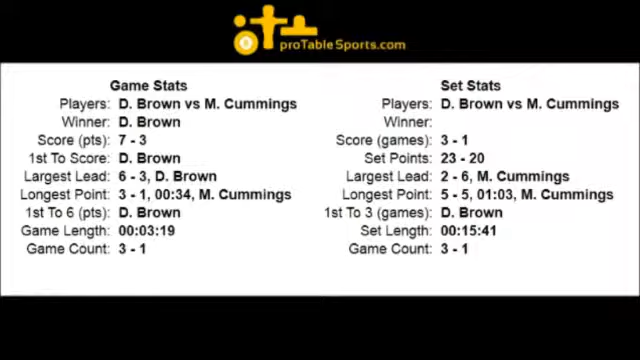 proTableSports.com
Game Stats
Players: D. Brown vs M. Cummings
Winner: D. Brown
Score (pts): 7 - 3
1st To Score: D. Brown
Largest Lead: 6 - 3, D. Brown
Longest Point: 3 - 1, 00:34, M. Cummings
1st To 6 (pts): D. Brown
Game Length: 00:03:19
Game Count: 3 - 1
Set Stats
Players: D. Brown vs M. Cummings
Winner:
Score (games): 3 - 1
Set Points: 23 - 20
Largest Lead: 2 - 6, M. Cummings
Longest Point: 5 - 5, 01:03, M. Cummings
1st To 3 (games): D. Brown
Set Length: 00:15:41
Game Count: 3 - 1